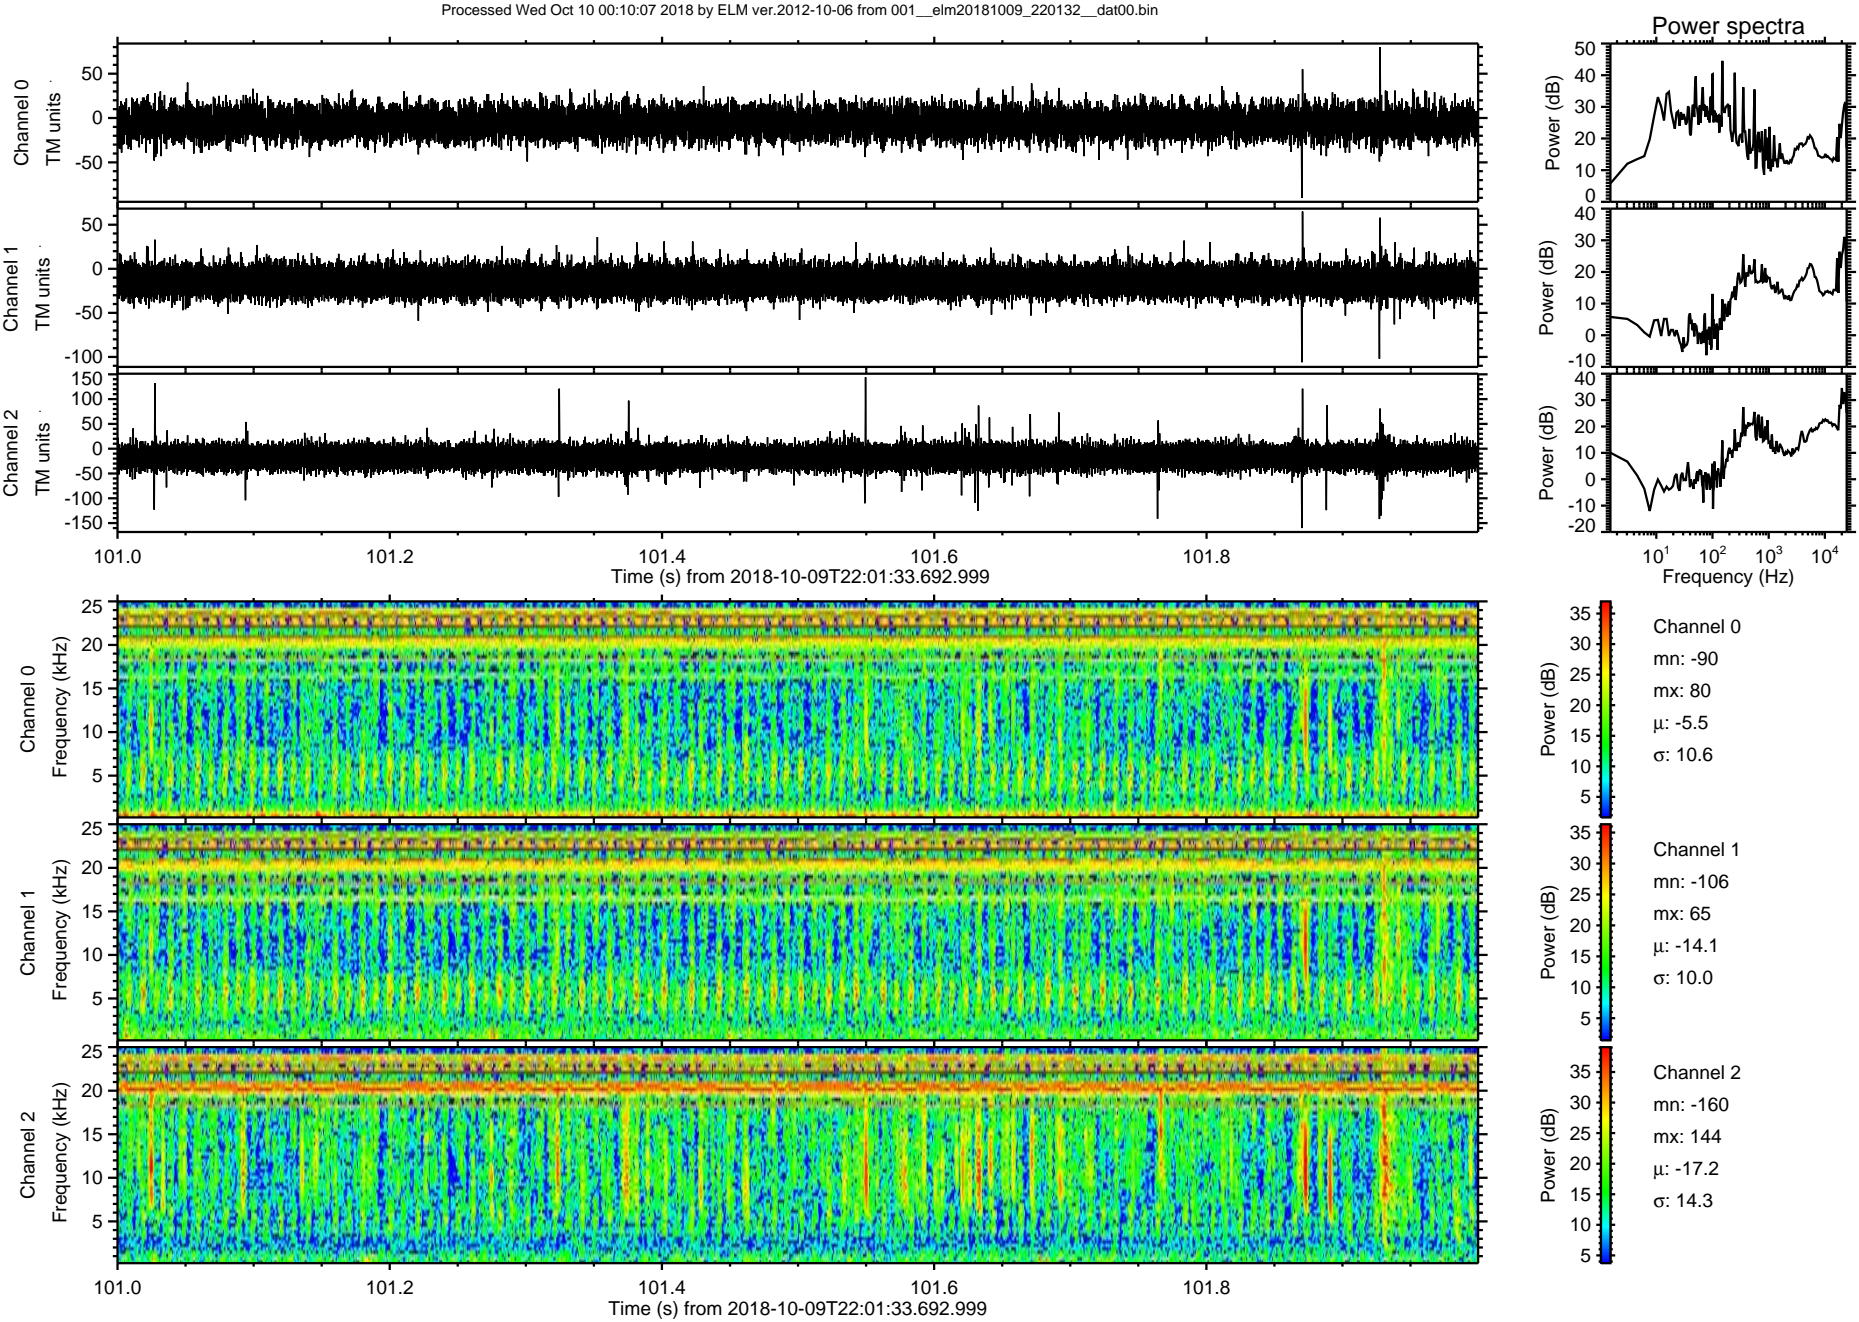 Processed Wed Oct 10 00:10:07 2018 by ELM ver.2012-10-06 from 001__elm20181009_220132__dat00.bin
Power spectra
Channel 0
TM units
50
0
-50
Power (dB)
50
40
30
20
10
0
Channel 1
TM units
50
0
-50
-100
Power (dB)
40
30
20
10
0
-10
Channel 2
TM units
150
100
50
0
-50
-100
-150
Power (dB)
40
30
20
10
0
-10
-20
101.0 101.2 101.4 101.6 101.8
Time (s) from 2018-10-09T22:01:33.692.999
10¹ 10² 10³ 10⁴
Frequency (Hz)
Channel 0
Frequency (kHz)
25
20
15
10
5
Power (dB)
35
30
25
20
15
10
5
Channel 0
mn: -90
mx: 80
μ: -5.5
σ: 10.6
Channel 1
Frequency (kHz)
25
20
15
10
5
Power (dB)
35
30
25
20
15
10
5
Channel 1
mn: -106
mx: 65
μ: -14.1
σ: 10.0
Channel 2
Frequency (kHz)
25
20
15
10
5
Power (dB)
35
30
25
20
15
10
5
Channel 2
mn: -160
mx: 144
μ: -17.2
σ: 14.3
101.0 101.2 101.4 101.6 101.8
Time (s) from 2018-10-09T22:01:33.692.999